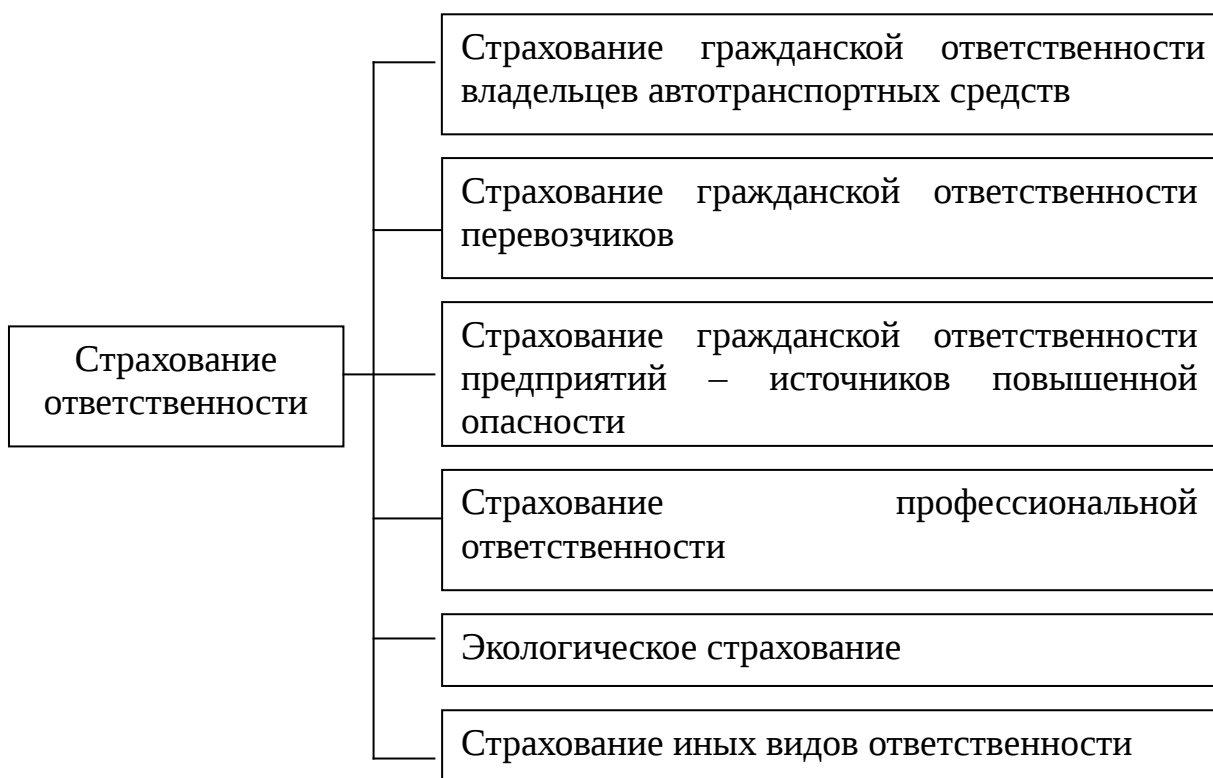 Страхование гражданской ответственности
владельцев автотранспортных средств
Страхование гражданской ответственности
перевозчиков
Страхование
ответственности
Страхование гражданской ответственности
предприятий – источников повышенной
опасности
Страхование профессиональной
ответственности
Экологическое страхование
Страхование иных видов ответственности